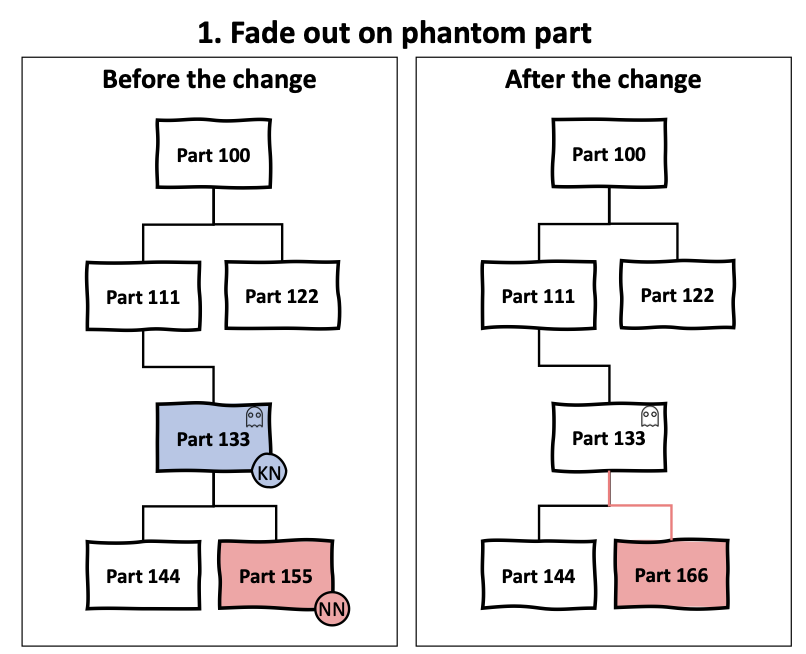 1. Fade out on phantom part
Before the change
Part 100
Part 111
Part 122
Part 133
KN
Part 144
Part 155
NN
After the change
Part 100
Part 111
Part 122
Part 133
Part 144
Part 166